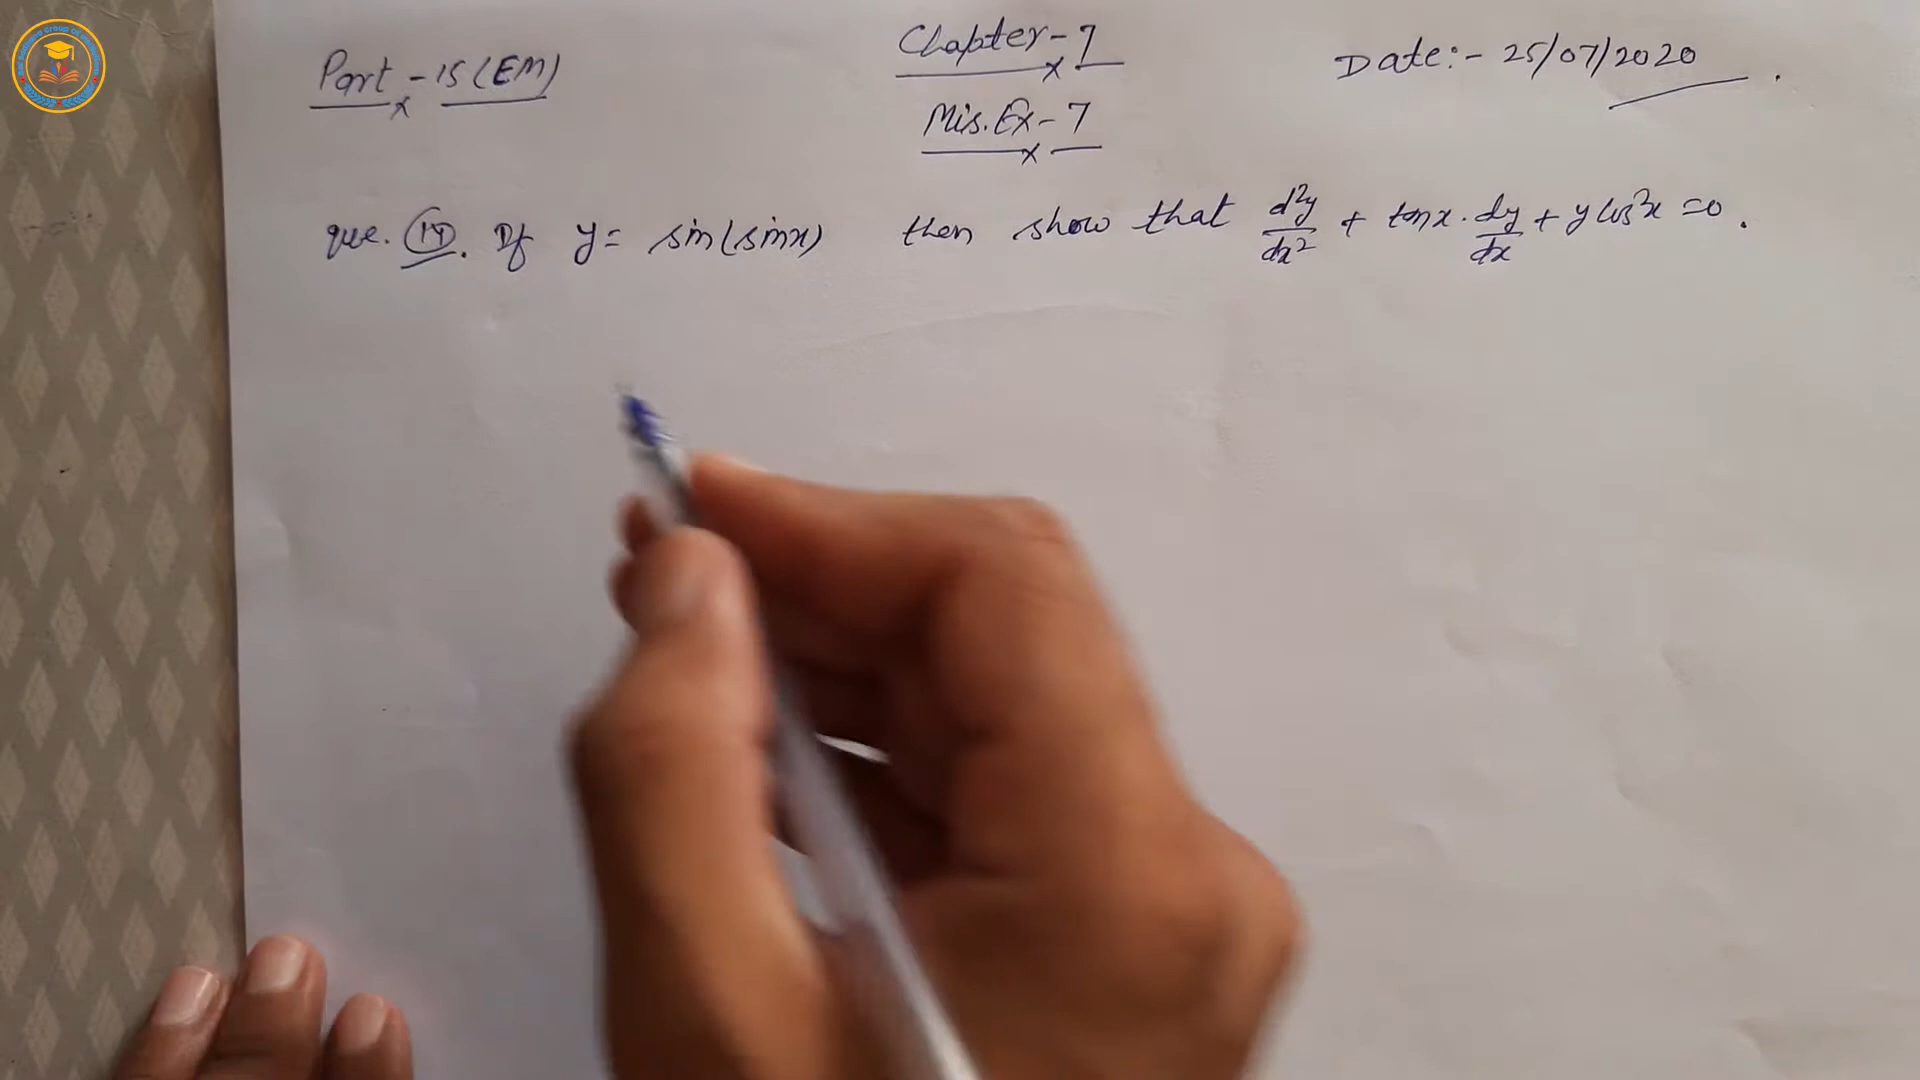 Part - 15 (EM)
Chapter - 7
Date:- 25/07/2020
Mis. Ex - 7
que. If y = sin(sinx) then show that d²y/dx² + tanx . dy/dx + y cos²x = 0 .